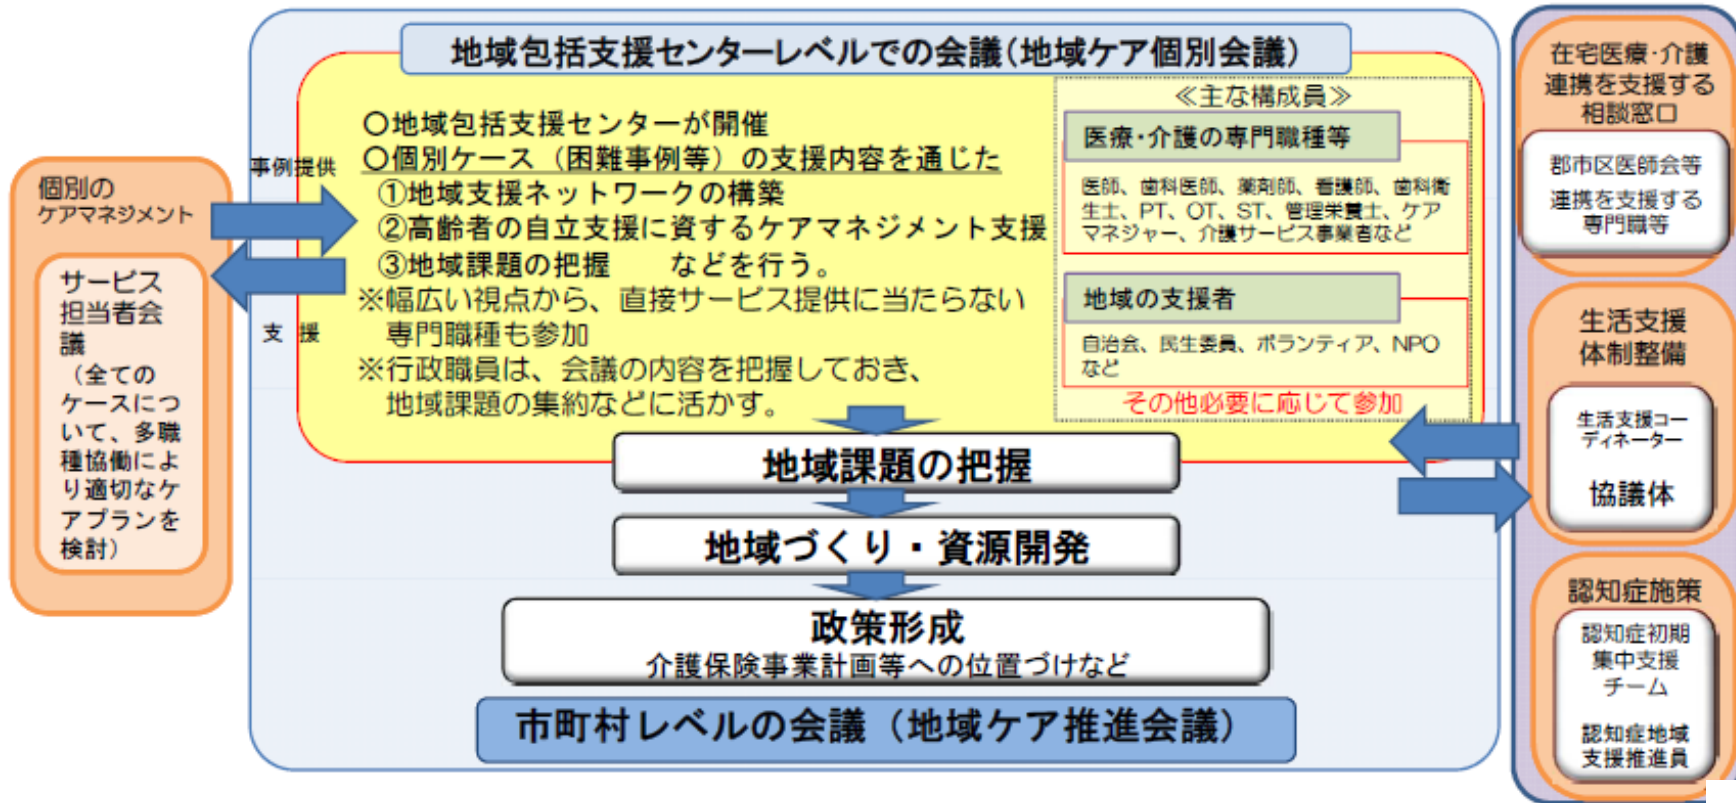 地域包括支援センターレベルでの会議(地域ケア個別会議)
〇地域包括支援センターが開催
〇個別ケース(困難事例等)の支援内容を通じた
①地域支援ネットワークの構築
②高齢者の自立支援に資するケアマネジメント支援
③地域課題の把握　　などを行う。
※幅広い視点から、直接サービス提供に当たらない
専門職種も参加
※行政職員は、会議の内容を把握しておき、
地域課題の集約などに活かす。
≪主な構成員≫
医療・介護の専門職種等
医師、歯科医師、薬剤師、看護師、歯科衛
生士、PT、OT、ST、管理栄養士、ケア
マネジャー、介護サービス事業者など
地域の支援者
自治会、民生委員、ボランティア、NPO
など
その他必要に応じて参加
事例提供
支 援
個別の
ケアマネジメント
サービス
担当者会
議
(全ての
ケースにつ
いて、多職
種協働によ
り適切なケ
アプランを
検討)
地域課題の把握
地域づくり・資源開発
政策形成
介護保険事業計画等への位置づけなど
市町村レベルの会議(地域ケア推進会議)
在宅医療・介護
連携を支援する
相談窓口
郡市区医師会等
連携を支援する
専門職等
生活支援
体制整備
生活支援コー
ディネーター
協議体
認知症施策
認知症初期
集中支援
チーム
認知症地域
支援推進員